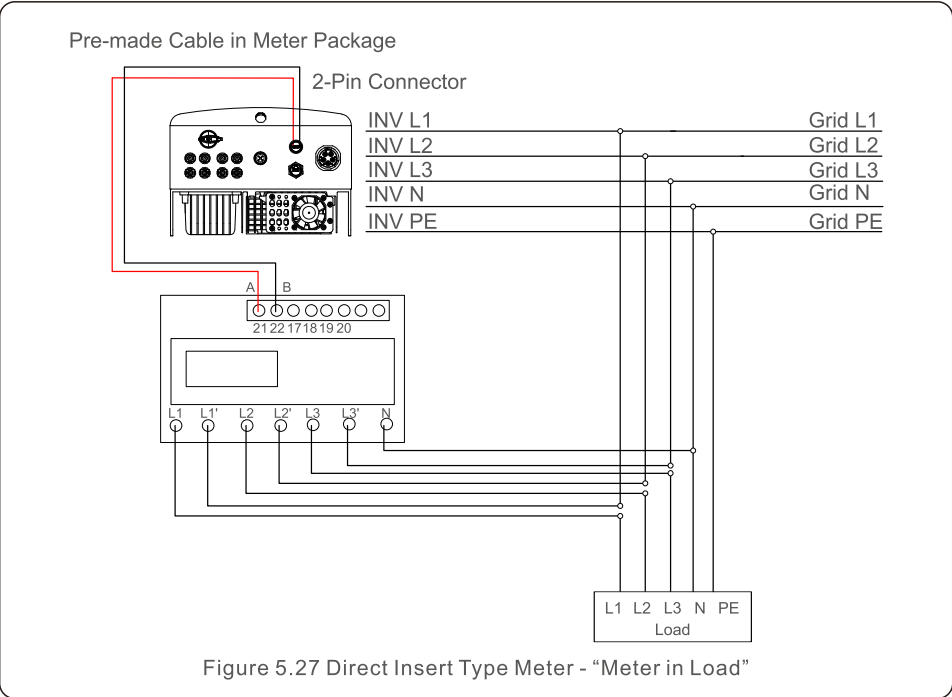 Pre-made Cable in Meter Package
2-Pin Connector
INV L1 Grid L1
INV L2 Grid L2
INV L3 Grid L3
INV N Grid N
INV PE Grid PE
A B
21 22 17 18 19 20
L1 L1' L2 L2' L3 L3' N
L1 L2 L3 N PE
Load
Figure 5.27 Direct Insert Type Meter - “Meter in Load”